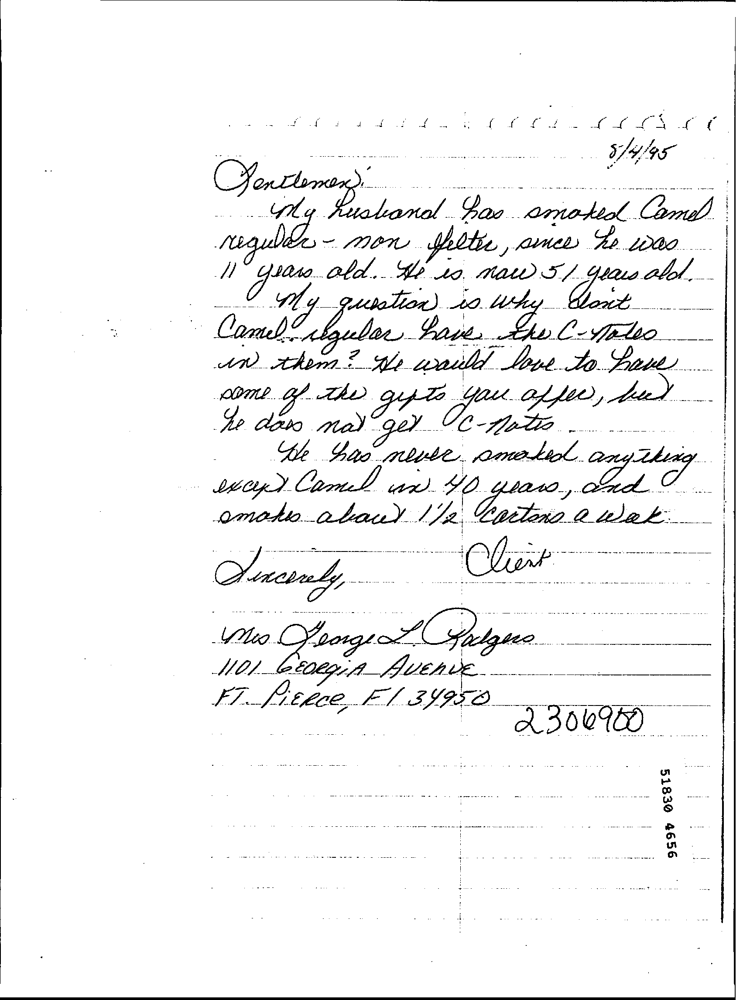 8/4/95
Gentlemen:
My husband has smoked Camel
regular - non filter, since he was
11 years old. He is now 51 years old.
My question is why don't
Camel regular have the C-Notes
in them? He would love to have
some of the gifts you offer, but
he does not get C-Notes.
He has never smoked anything
except Camel in 40 years, and
smokes about 1 1/2 cartons a week.
Client
Sincerely,
Mrs George L. Rodgers
1101 GEORGIA AVENUE
FT. PIERCE, Fl 34950
2306900
51830 4656